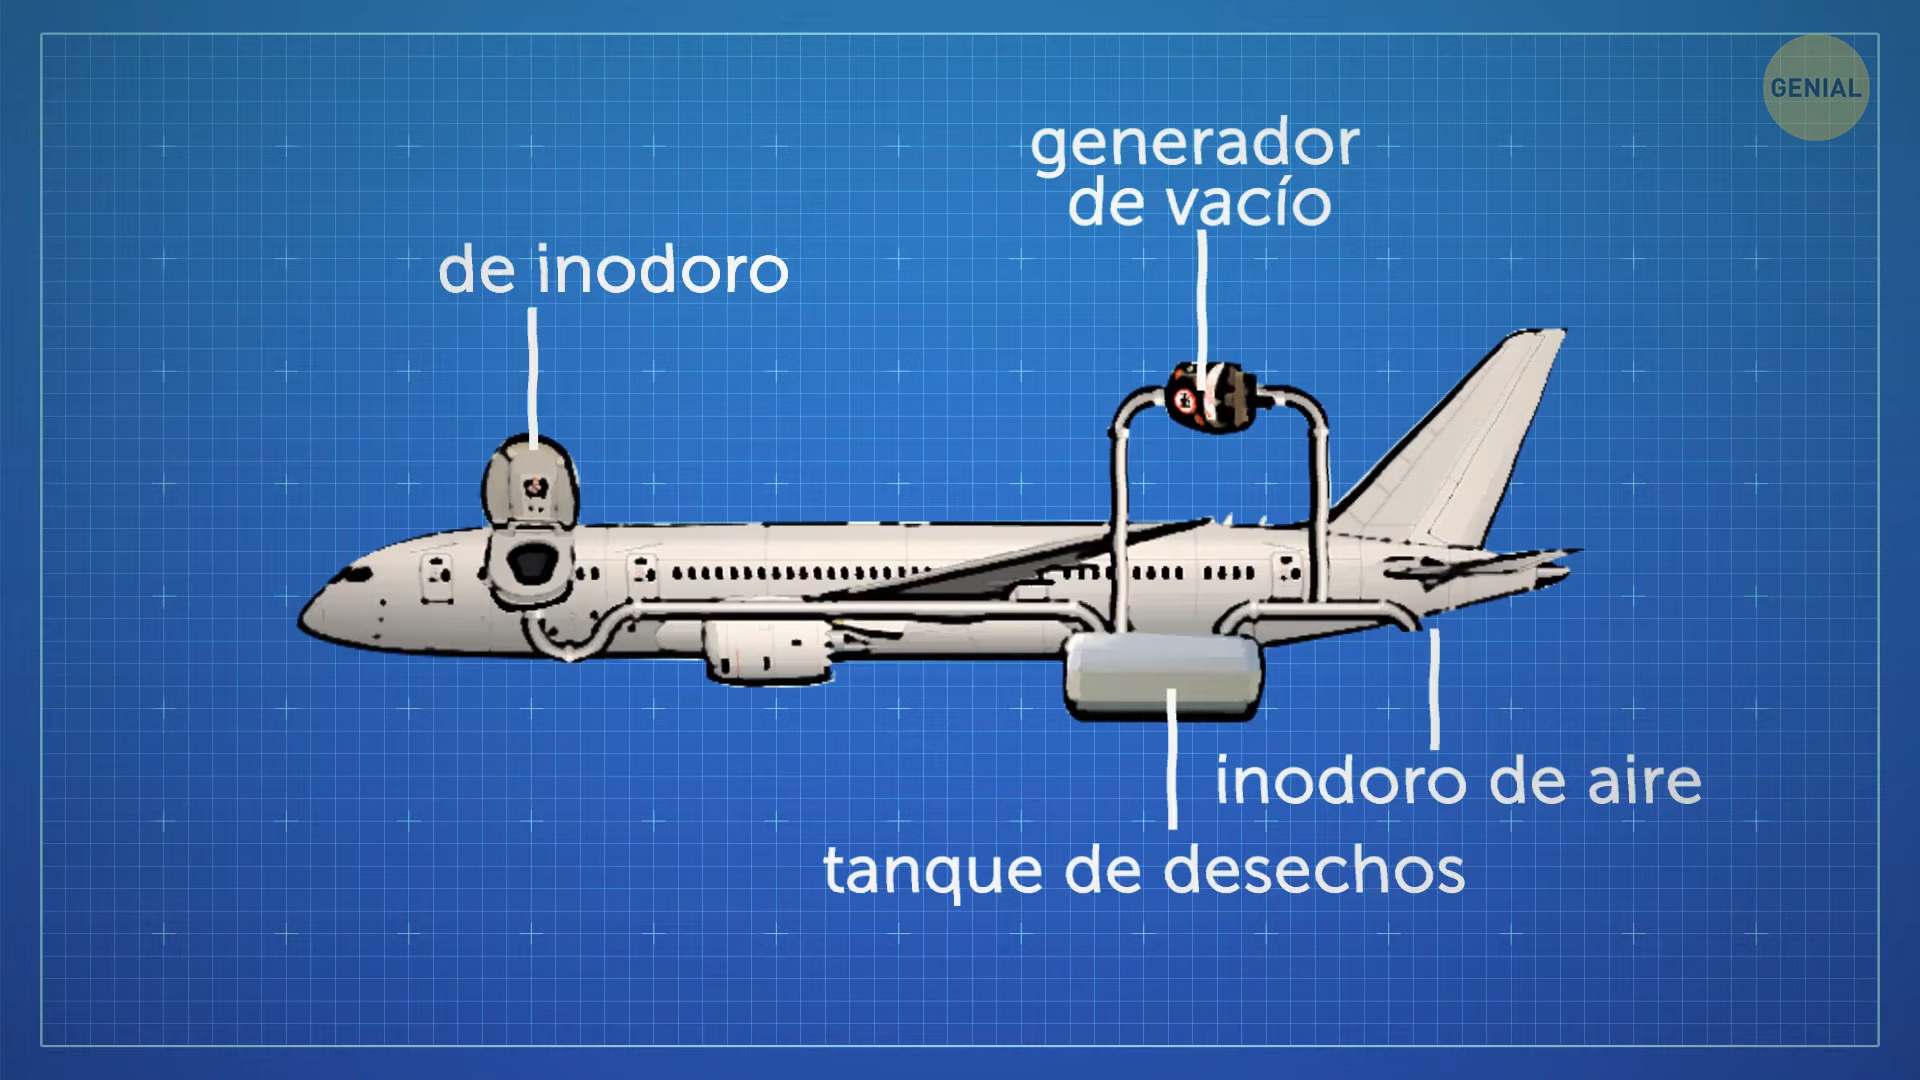 GENIAL
generador
de vacío
de inodoro
inodoro de aire
tanque de desechos